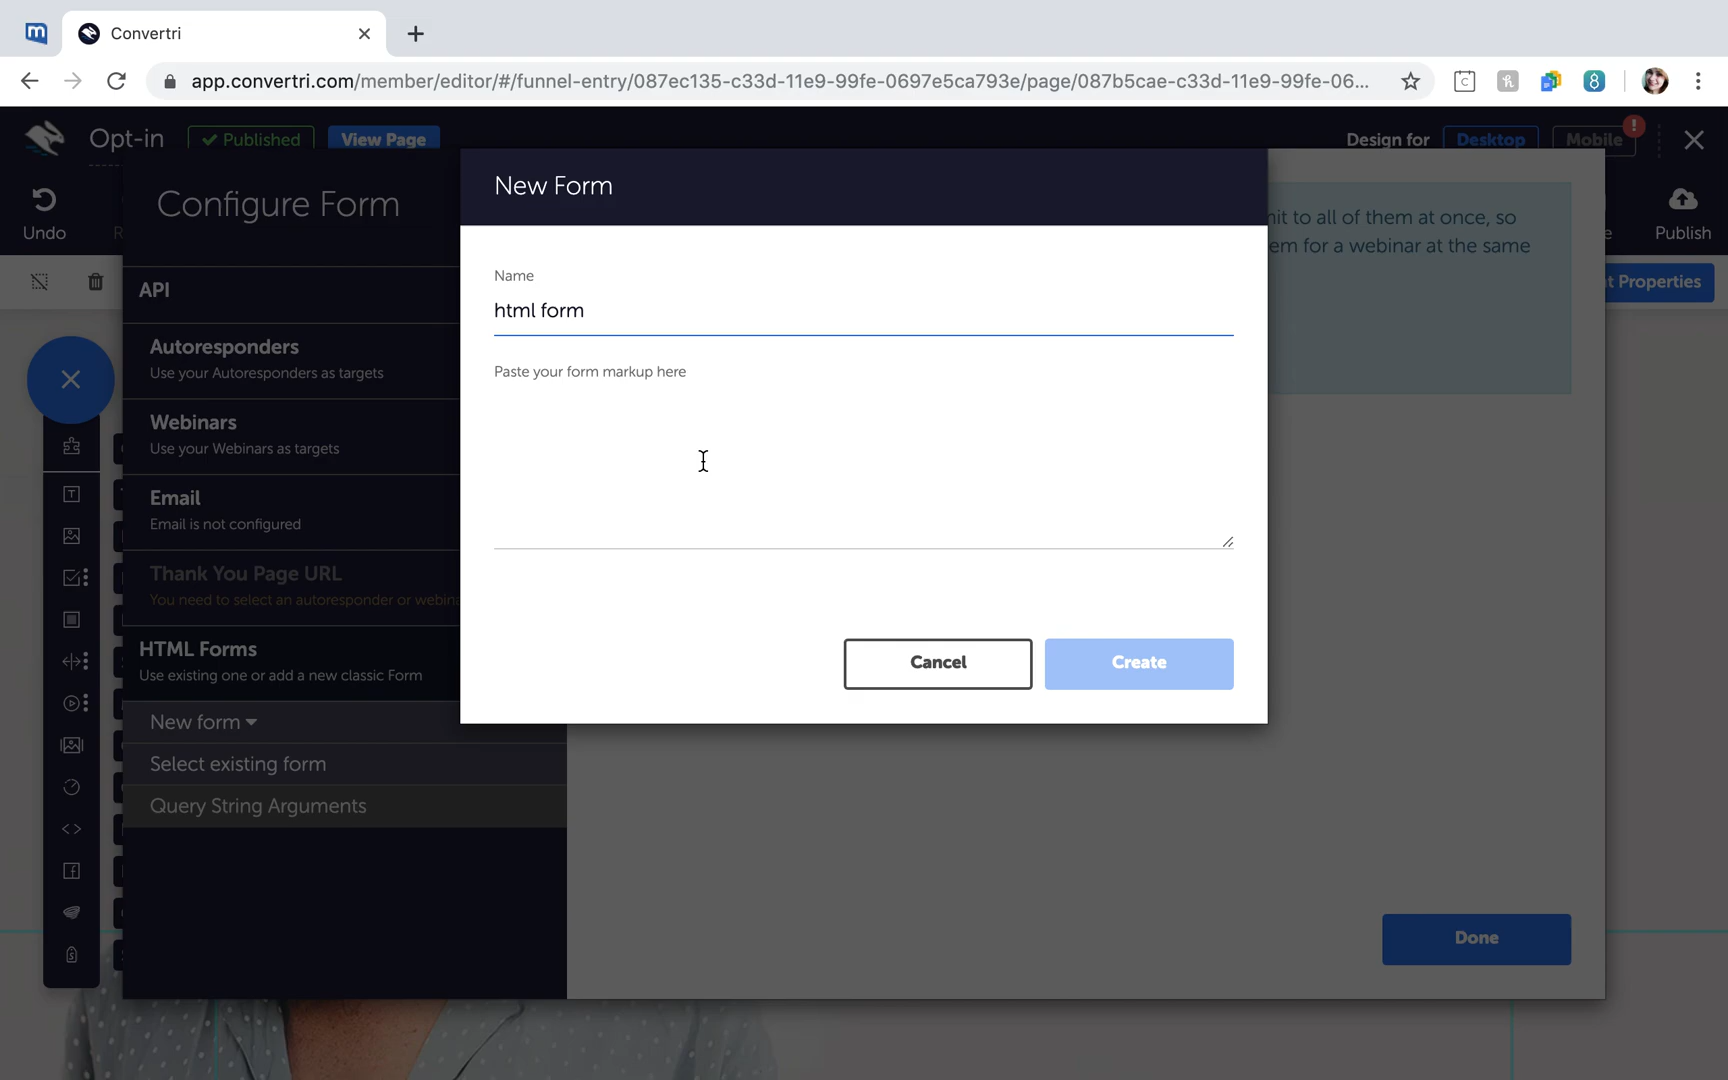 Convertri
app.convertri.com/member/editor/#/funnel-entry/087ec135-c33d-11e9-99fe-0697e5ca793e/page/087b5cae-c33d-11e9-99fe-06...
Opt-in
Published
View Page
Design for
Desktop
Mobile
!
Undo
R
Publish
Configure Form
New Form
nit to all of them at once, so
em for a webinar at the same
t Properties
API
Autoresponders
Use your Autoresponders as targets
Webinars
Use your Webinars as targets
Email
Email is not configured
Thank You Page URL
You need to select an autoresponder or webina
HTML Forms
Use existing one or add a new classic Form
New form
Select existing form
Query String Arguments
Name
html form
Paste your form markup here
Cancel
Create
Done